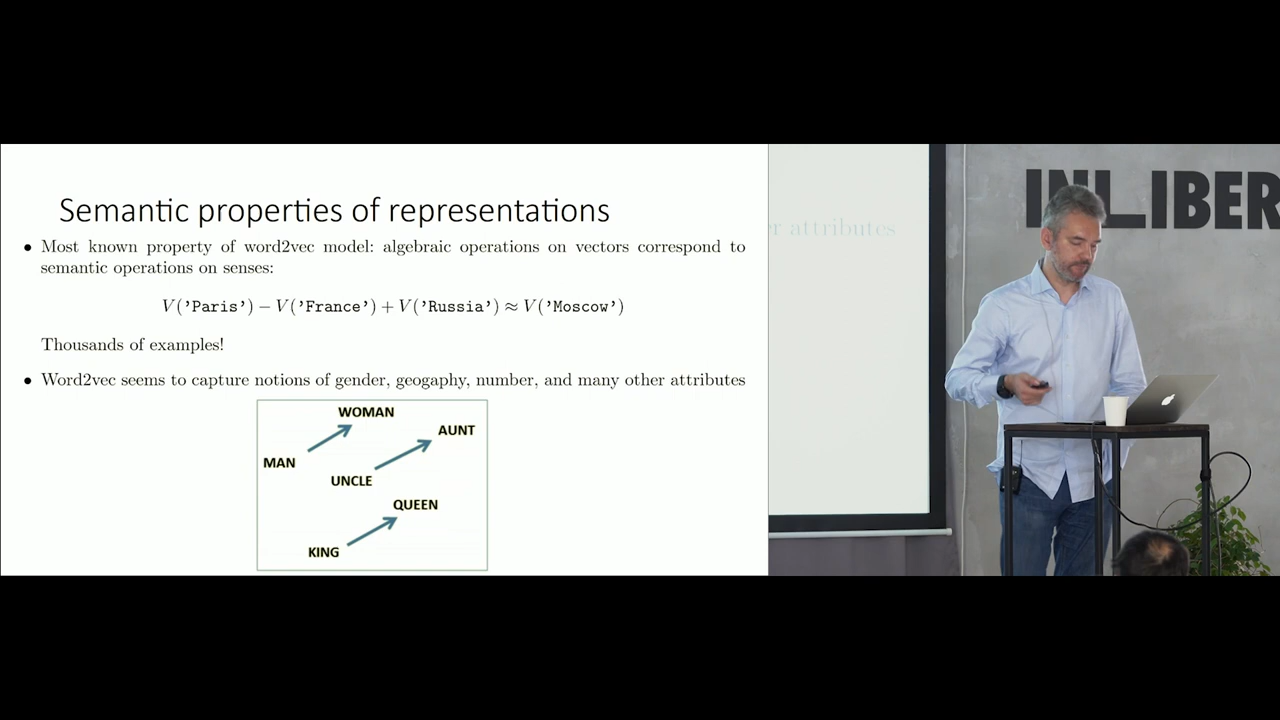 Semantic properties of representations
• Most known property of word2vec model: algebraic operations on vectors correspond to
semantic operations on senses:
V('Paris') − V('France') + V('Russia') ≈ V('Moscow')
Thousands of examples!
• Word2vec seems to capture notions of gender, geogaphy, number, and many other attributes
WOMAN
AUNT
MAN
UNCLE
QUEEN
KING
attributes